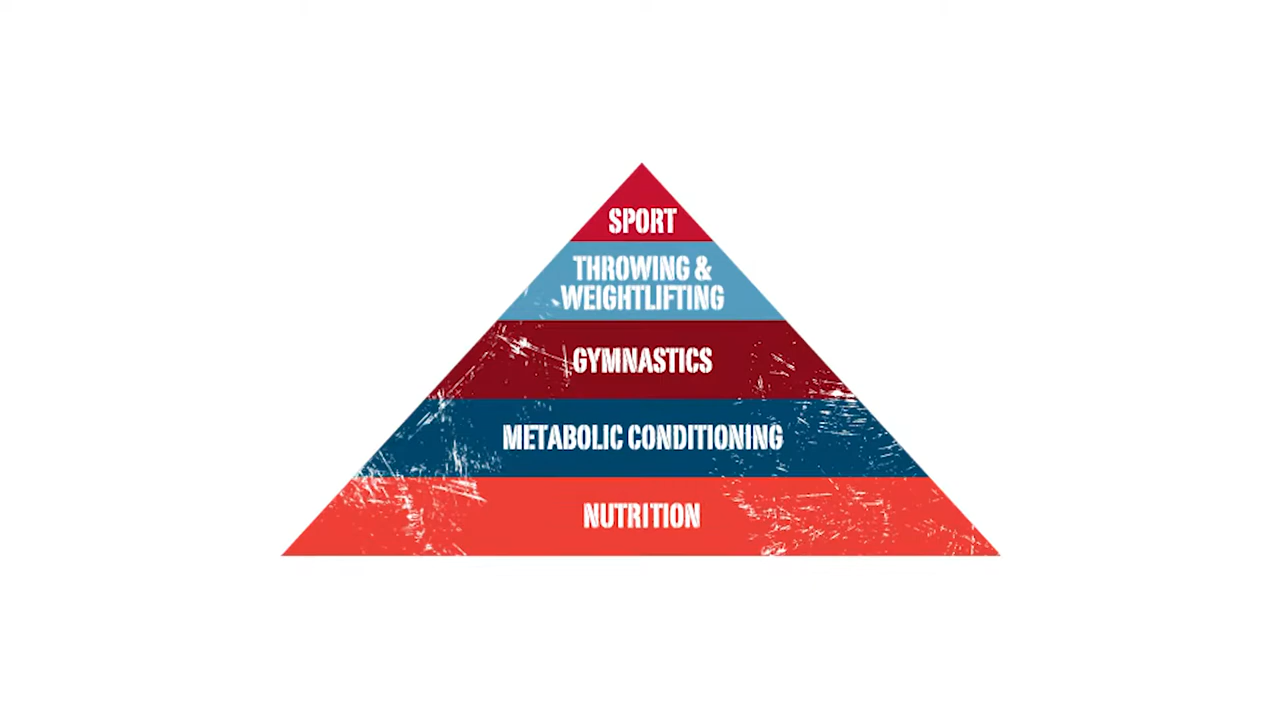 SPORT
THROWING &
WEIGHTLIFTING
GYMNASTICS
METABOLIC CONDITIONING
NUTRITION